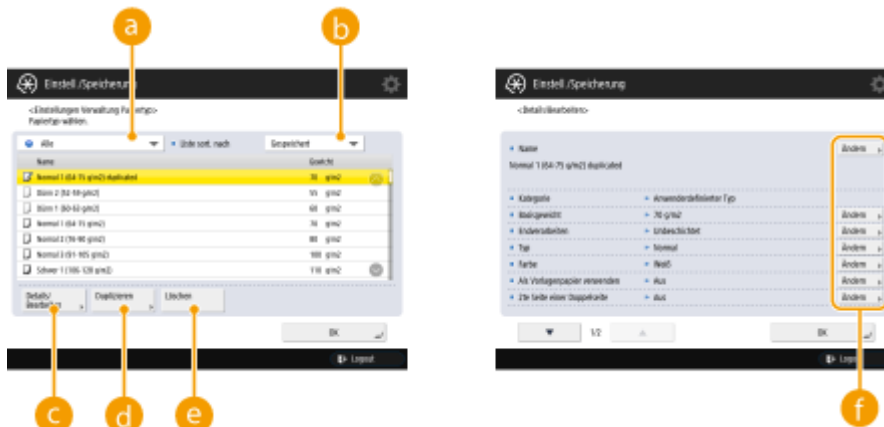 a
b
Einstell./Speicherung
<Einstellungen Verwaltung Papiertyp>
Papiertyp wählen.
Alle
Liste sort. nach
Gespeichert
Name
Gewicht
Normal 1 (64-75 g/m2) duplicated
70 g/m2
Dünn 2 (52-59 g/m2)
55 g/m2
Dünn 1 (60-63 g/m2)
60 g/m2
Normal 1 (64-75 g/m2)
70 g/m2
Normal 2 (76-90 g/m2)
80 g/m2
Normal 3 (91-105 g/m2)
100 g/m2
Schwer 1 (106-128 g/m2)
110 g/m2
Details/
Bearbeiten
Duplizieren
Löschen
OK
Logout
c
d
e
Einstell./Speicherung
<Details/Bearbeiten>
Name
Ändern
Normal 1 (64-75 g/m2) duplicated
Kategorie
Anwenderdefinierter Typ
Basisgewicht
70 g/m2
Ändern
Endverarbeiten
Unbeschichtet
Ändern
Typ
Normal
Ändern
Farbe
Weiß
Ändern
Als Vorlagenpapier verwenden
Aus
Ändern
2te Seite einer Doppelseite
Aus
Ändern
1/2
OK
Logout
f